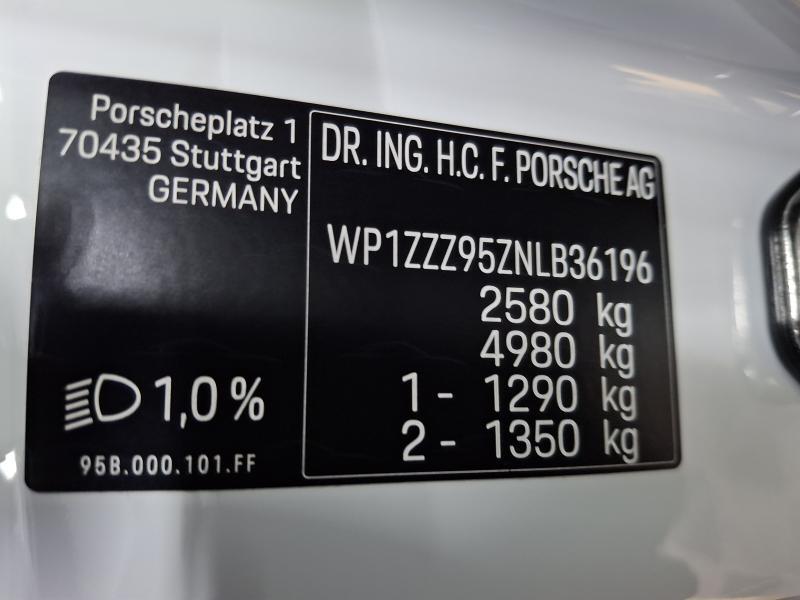 Porscheplatz 1
70435 Stuttgart
GERMANY
1,0 %
95B.000.101.FF
DR. ING. H.C. F. PORSCHE AG
WP1ZZZ95ZNLB36196
2580 kg
4980 kg
1 - 1290 kg
2 - 1350 kg